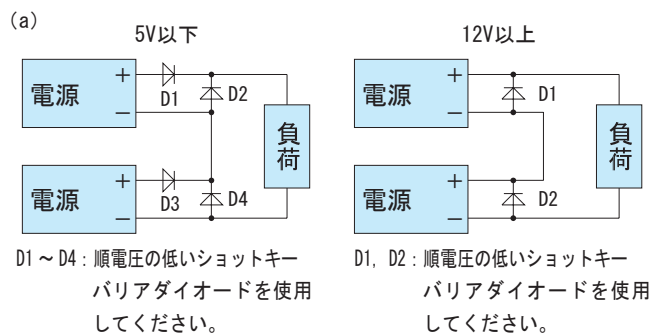 (a)
5V以下
電源
+
−
D1
D2
電源
+
−
D3
D4
負荷
D1～D4：順電圧の低いショットキー
バリアダイオードを使用
してください。
12V以上
電源
+
−
D1
電源
+
−
D2
負荷
D1, D2：順電圧の低いショットキー
バリアダイオードを使用
してください。